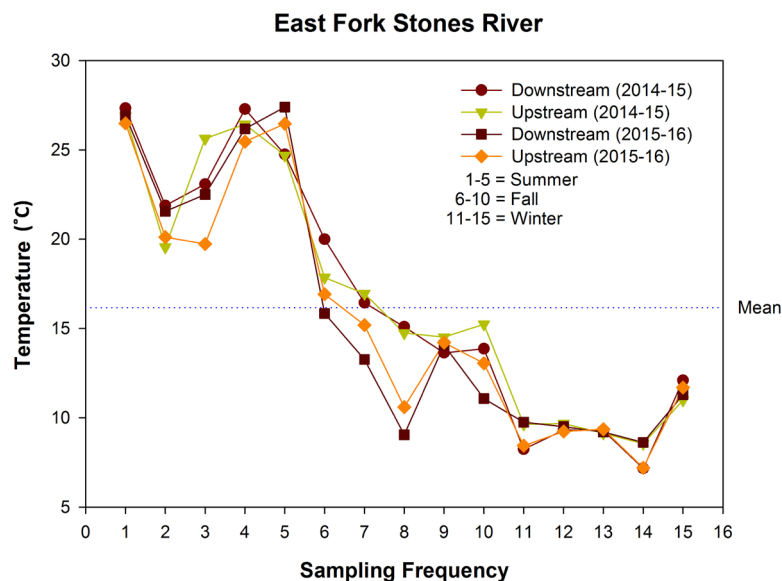 East Fork Stones River
30
25
20
15
10
5
Temperature (°C)
Downstream (2014-15)
Upstream (2014-15)
Downstream (2015-16)
Upstream (2015-16)
1-5 = Summer
6-10 = Fall
11-15 = Winter
Mean
0 1 2 3 4 5 6 7 8 9 10 11 12 13 14 15 16
Sampling Frequency